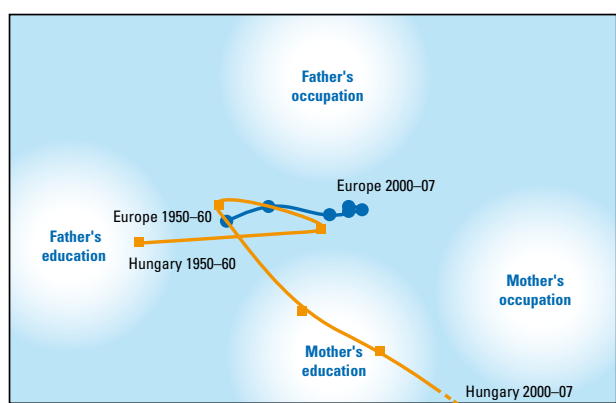 Father's
occupation
Europe 2000–07
Europe 1950–60
Father's
education
Hungary 1950–60
Mother's
occupation
Mother's
education
Hungary 2000–07